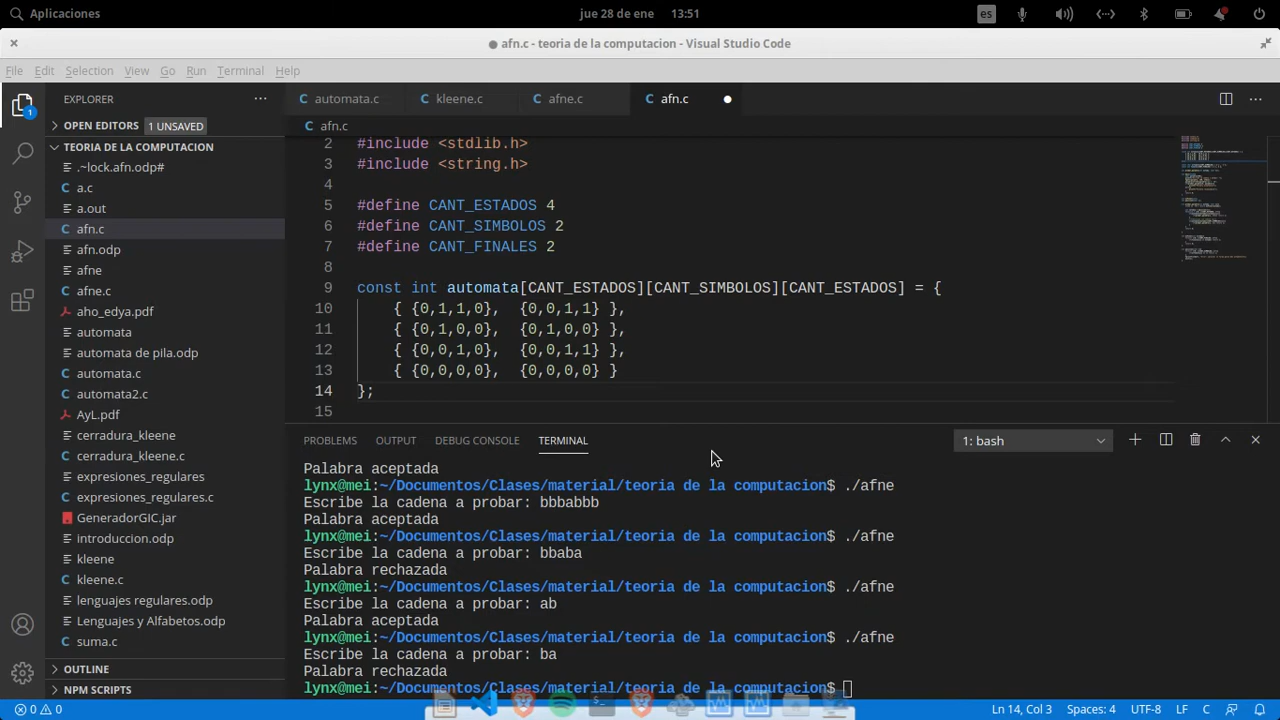 Aplicaciones
jue 28 de ene 13:51
es
afn.c - teoria de la computacion - Visual Studio Code
File Edit Selection View Go Run Terminal Help
EXPLORER
automata.c
kleene.c
afne.c
afn.c
OPEN EDITORS 1 UNSAVED
afn.c
TEORIA DE LA COMPUTACION
.~lock.afn.odp#
a.c
a.out
afn.c
afn.odp
afne
afne.c
aho_edya.pdf
automata
automata de pila.odp
automata.c
automata2.c
AyL.pdf
cerradura_kleene
cerradura_kleene.c
expresiones_regulares
expresiones_regulares.c
GeneradorGIC.jar
introduccion.odp
kleene
kleene.c
lenguajes regulares.odp
Lenguajes y Alfabetos.odp
suma.c
OUTLINE
NPM SCRIPTS
1
2 #include <stdlib.h>
3 #include <string.h>
4
5 #define CANT_ESTADOS 4
6 #define CANT_SIMBOLOS 2
7 #define CANT_FINALES 2
8
9 const int automata[CANT_ESTADOS][CANT_SIMBOLOS][CANT_ESTADOS] = {
10 { {0,1,1,0}, {0,0,1,1} },
11 { {0,1,0,0}, {0,1,0,0} },
12 { {0,0,1,0}, {0,0,1,1} },
13 { {0,0,0,0}, {0,0,0,0} }
14 };
15
PROBLEMS OUTPUT DEBUG CONSOLE TERMINAL
1: bash
Palabra aceptada
lynx@mei:~/Documentos/Clases/material/teoria de la computacion$ ./afne
Escribe la cadena a probar: bbbabbb
Palabra aceptada
lynx@mei:~/Documentos/Clases/material/teoria de la computacion$ ./afne
Escribe la cadena a probar: bbaba
Palabra rechazada
lynx@mei:~/Documentos/Clases/material/teoria de la computacion$ ./afne
Escribe la cadena a probar: ab
Palabra aceptada
lynx@mei:~/Documentos/Clases/material/teoria de la computacion$ ./afne
Escribe la cadena a probar: ba
Palabra rechazada
lynx@mei:~/Documentos/Clases/material/teoria de la computacion$
0 0
Ln 14, Col 3 Spaces: 4 UTF-8 LF C